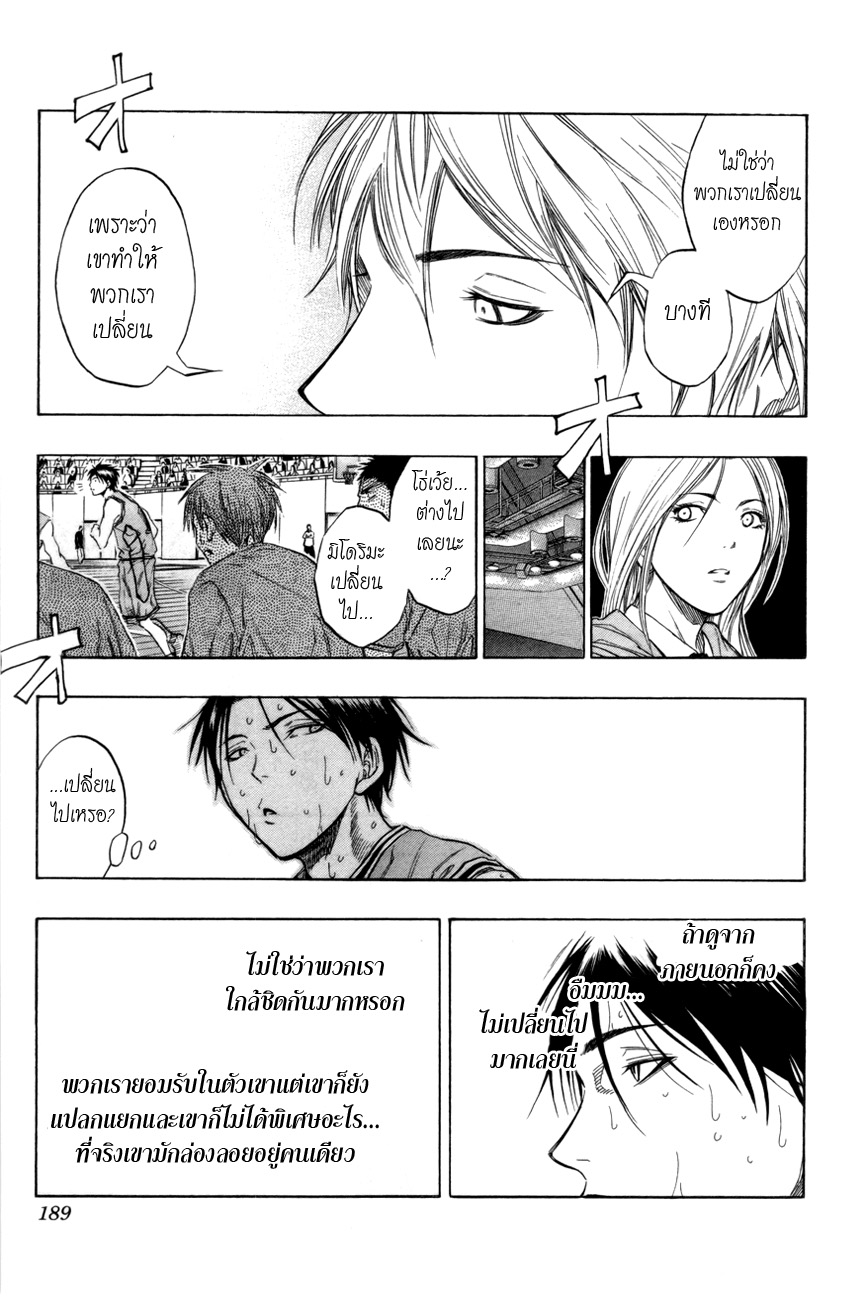 オ
ไม่ใช่ว่า
พวกเราเปลี่ยน
เองหรอก
บางที
เพราะว่า
เขาทำให้
พวกเรา
เปลี่ยน
オ
โธ่เว้ย...
ต่างไป
เลยนะ
...?
มิโดริมะ
เปลี่ยน
ไป...
オ
...เปลี่ยน
ไปเหรอ?
ถ้าดูจาก
ภายนอกก็คง
อืมมม...
ไม่เปลี่ยนไป
มากเลยนี่
ไม่ใช่ว่าพวกเรา
ใกล้ชิดกันมากหรอก
พวกเรายอมรับในตัวเขาแต่เขาก็ยัง
แปลกแยกและเขาก็ไม่ได้พิเศษอะไร...
ที่จริงเขามักล่องลอยอยู่คนเดียว
189